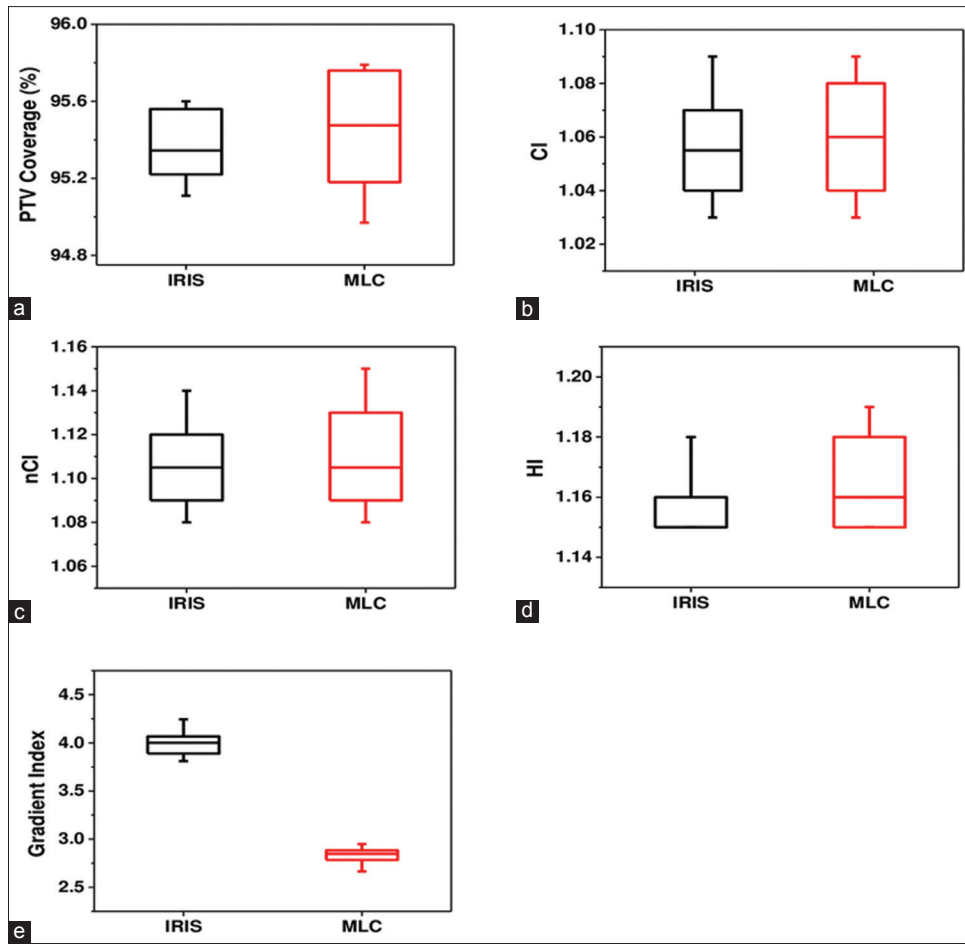 PTV Coverage (%)
96.0
95.6
95.2
94.8
IRIS
MLC
a
CI
1.10
1.08
1.06
1.04
1.02
IRIS
MLC
b
nCI
1.16
1.14
1.12
1.10
1.08
1.06
IRIS
MLC
c
HI
1.20
1.18
1.16
1.14
IRIS
MLC
d
Gradient Index
4.5
4.0
3.5
3.0
2.5
IRIS
MLC
e